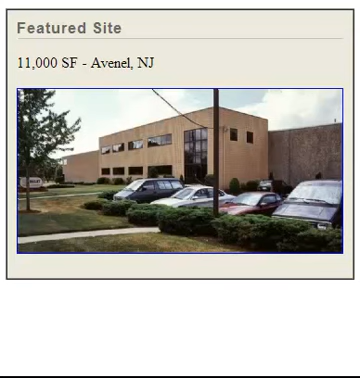 Featured Site
11,000 SF - Avenel, NJ